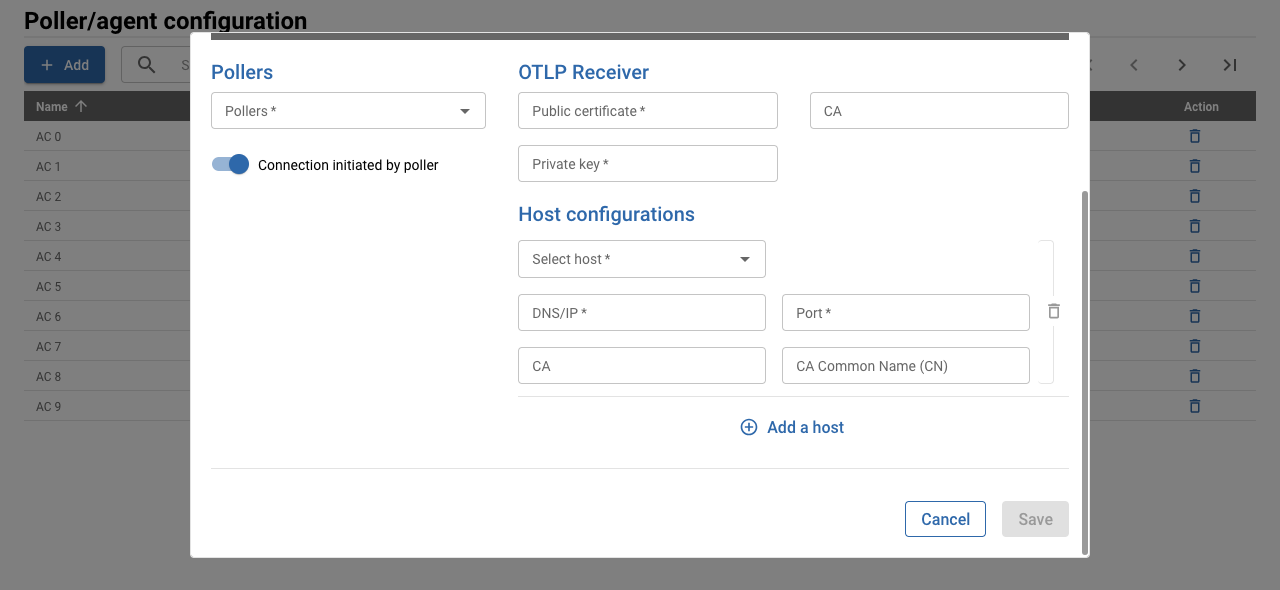 Poller/agent configuration
Add
S
Name
Action
AC 0
AC 1
AC 2
AC 3
AC 4
AC 5
AC 6
AC 7
AC 8
AC 9
Pollers
Pollers *
Connection initiated by poller
OTLP Receiver
Public certificate *
CA
Private key *
Host configurations
Select host *
DNS/IP *
Port *
CA
CA Common Name (CN)
Add a host
Cancel
Save